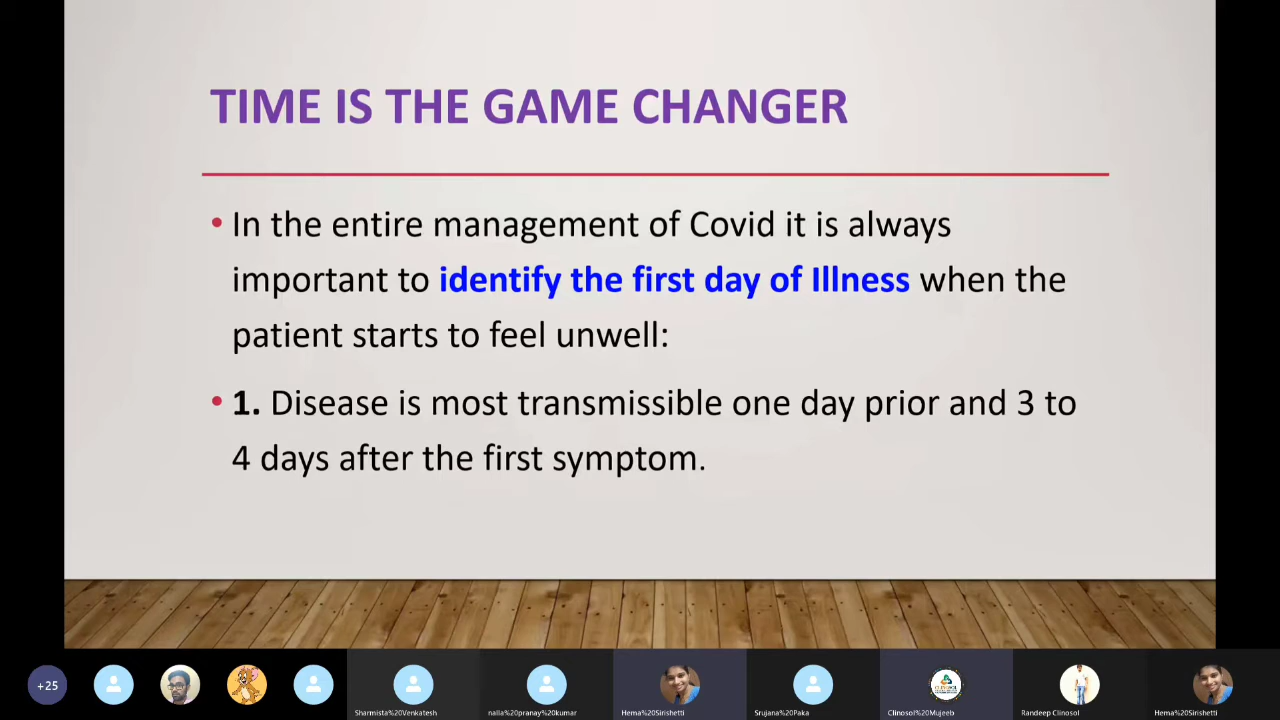 TIME IS THE GAME CHANGER
• In the entire management of Covid it is always
important to identify the first day of Illness when the
patient starts to feel unwell:
• 1. Disease is most transmissible one day prior and 3 to
4 days after the first symptom.
+25
Sharmista%20Venkatesh
nalla%20pranay%20kumar
Hema%20Sirishetti
Srujana%20Paka
CLINOSOL
Clinosol%20Mujeeb
Randeep Clinosol
Hema%20Sirishetti